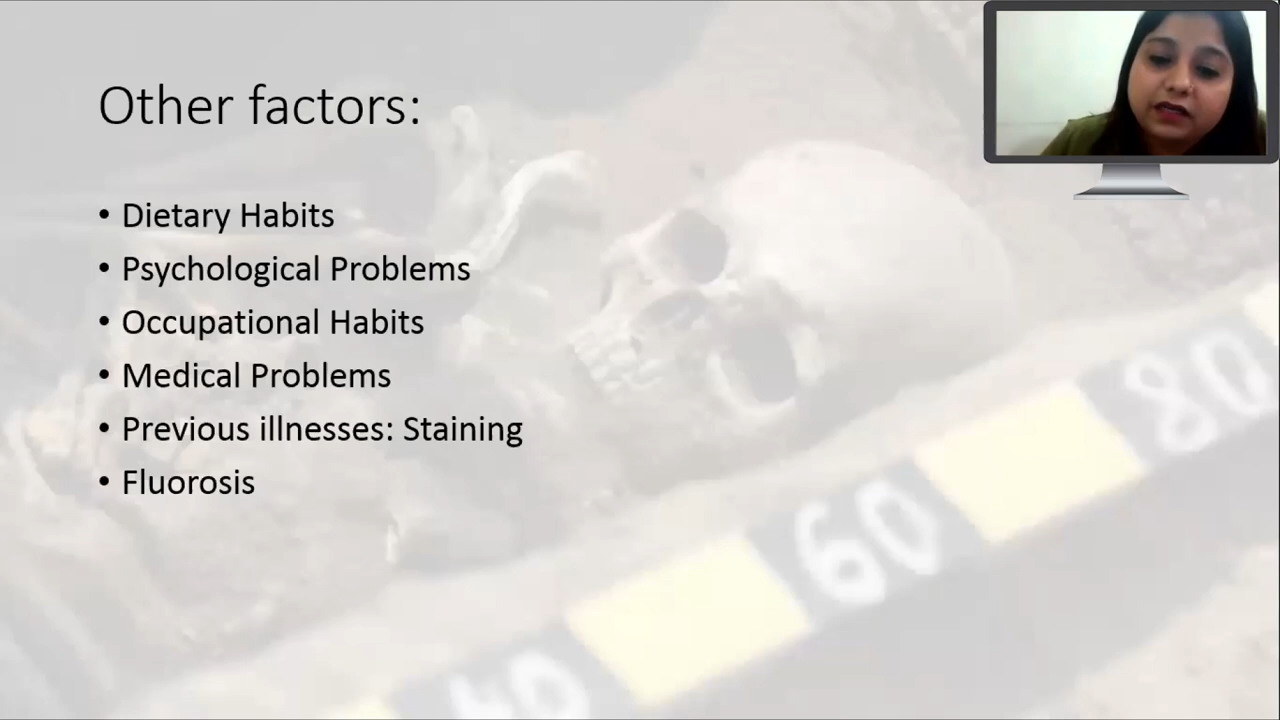 Other factors:
• Dietary Habits
• Psychological Problems
• Occupational Habits
• Medical Problems
• Previous illnesses: Staining
• Fluorosis
80
60
40